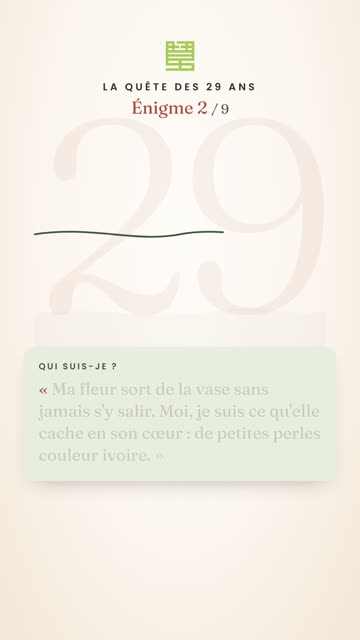 LA QUÊTE DES 29 ANS
Énigme 2 / 9
29
QUI SUIS-JE ?
« Ma fleur sort de la vase sans
jamais s'y salir. Moi, je suis ce qu'elle
cache en son cœur : de petites perles
couleur ivoire. »